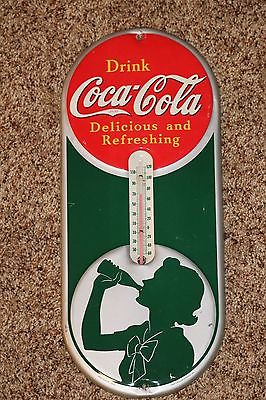 Drink
Coca-Cola
Delicious and
Refreshing